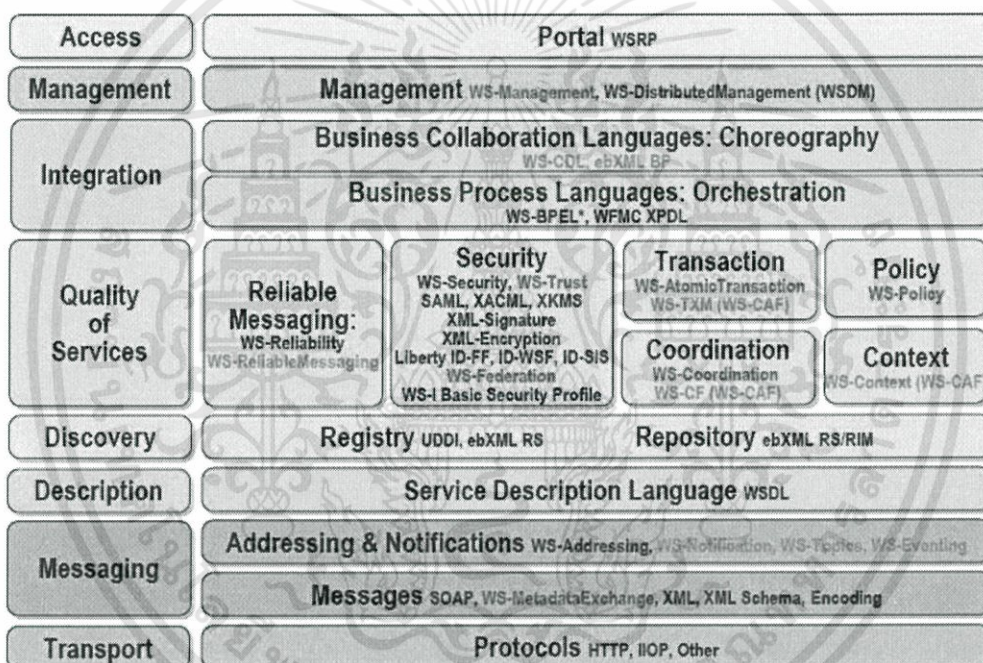 Access
Portal WSRP
Management
Management WS-Management, WS-DistributedManagement (WSDM)
Integration
Business Collaboration Languages: Choreography
WS-CDL, ebXML BP
Business Process Languages: Orchestration
WS-BPEL*, WFMC XPDL
Quality
of
Services
Reliable
Messaging:
WS-Reliability
WS-ReliableMessaging
Security
WS-Security, WS-Trust
SAML, XACML, XKMS
XML-Signature
XML-Encryption
Liberty ID-FF, ID-WSF, ID-SIS
WS-Federation
WS-I Basic Security Profile
Transaction
WS-AtomicTransaction
WS-TXM (WS-CAF)
Policy
WS-Policy
Coordination
WS-Coordination
WS-CF (WS-CAF)
Context
WS-Context (WS-CAF
Discovery
Registry UDDI, ebXML RS
Repository ebXML RS/RIM
Description
Service Description Language WSDL
Messaging
Addressing & Notifications WS-Addressing, WS-Notification, WS-Topics, WS-Eventing
Messages SOAP, WS-MetadataExchange, XML, XML Schema, Encoding
Transport
Protocols HTTP, IIOP, Other